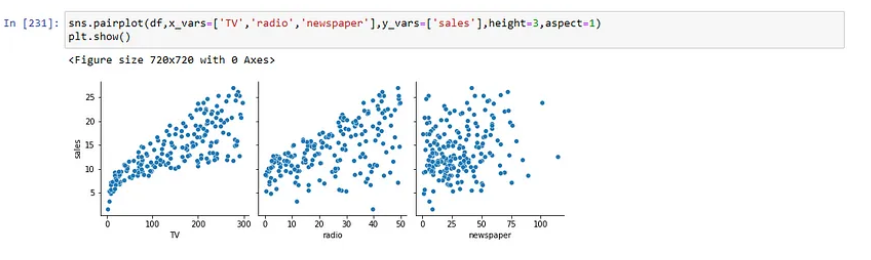 In [231]: sns.pairplot(df,x_vars=['TV','radio','newspaper'],y_vars=['sales'],height=3,aspect=1)
plt.show()
<Figure size 720x720 with 0 Axes>
25
20
15
10
5
sales
0 100 200 300
TV
0 10 20 30 40 50
radio
0 25 50 75 100
newspaper